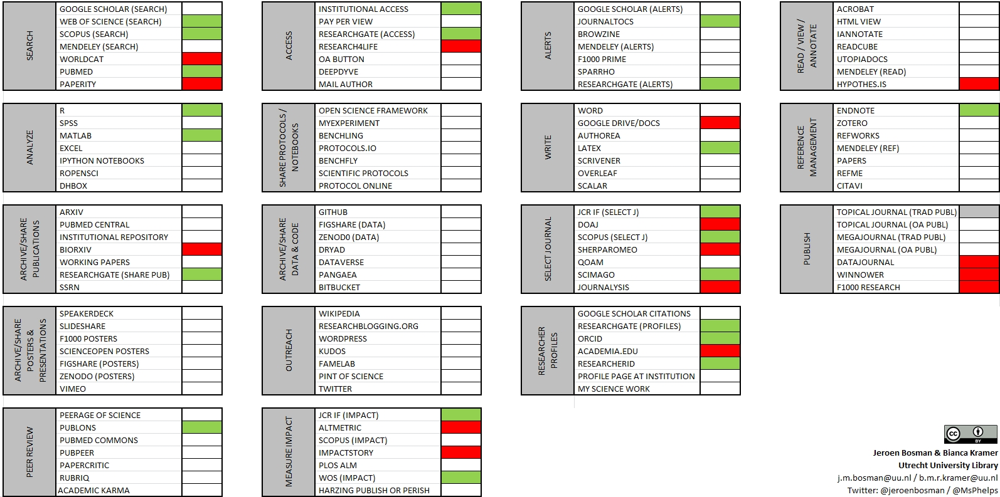 SEARCH
GOOGLE SCHOLAR (SEARCH)
WEB OF SCIENCE (SEARCH)
SCOPUS (SEARCH)
MENDELEY (SEARCH)
WORLDCAT
PUBMED
PAPERITY
ACCESS
INSTITUTIONAL ACCESS
PAY PER VIEW
RESEARCHGATE (ACCESS)
RESEARCH4LIFE
OA BUTTON
DEEPDYVE
MAIL AUTHOR
ALERTS
GOOGLE SCHOLAR (ALERTS)
JOURNALTOCS
BROWZINE
MENDELEY (ALERTS)
F1000 PRIME
SPARRHO
RESEARCHGATE (ALERTS)
READ / VIEW /
ANNOTATE
ACROBAT
HTML VIEW
IANNOTATE
READCUBE
UTOPIADOCS
MENDELEY (READ)
HYPOTHES.IS
ANALYZE
R
SPSS
MATLAB
EXCEL
IPYTHON NOTEBOOKS
ROPENSCI
DHBOX
SHARE PROTOCOLS /
NOTEBOOKS
OPEN SCIENCE FRAMEWORK
MYEXPERIMENT
BENCHLING
PROTOCOLS.IO
BENCHFLY
SCIENTIFIC PROTOCOLS
PROTOCOL ONLINE
WRITE
WORD
GOOGLE DRIVE/DOCS
AUTHOREA
LATEX
SCRIVENER
OVERLEAF
SCALAR
REFERENCE
MANAGEMENT
ENDNOTE
ZOTERO
REFWORKS
MENDELEY (REF)
PAPERS
REFME
CITAVI
ARCHIVE/SHARE
PUBLICATIONS
ARXIV
PUBMED CENTRAL
INSTITUTIONAL REPOSITORY
BIORXIV
WORKING PAPERS
RESEARCHGATE (SHARE PUB)
SSRN
ARCHIVE/SHARE
DATA & CODE
GITHUB
FIGSHARE (DATA)
ZENOD0 (DATA)
DRYAD
DATAVERSE
PANGAEA
BITBUCKET
SELECT JOURNAL
JCR IF (SELECT J)
DOAJ
SCOPUS (SELECT J)
SHERPAROMEO
QOAM
SCIMAGO
JOURNALYSIS
PUBLISH
TOPICAL JOURNAL (TRAD PUBL)
TOPICAL JOURNAL (OA PUBL)
MEGAJOURNAL (TRAD PUBL)
MEGAJOURNAL (OA PUBL)
DATAJOURNAL
WINNOWER
F1000 RESEARCH
ARCHIVE/SHARE
POSTERS &
PRESENTATIONS
SPEAKERDECK
SLIDESHARE
F1000 POSTERS
SCIENCEOPEN POSTERS
FIGSHARE (POSTERS)
ZENODO (POSTERS)
VIMEO
OUTREACH
WIKIPEDIA
RESEARCHBLOGGING.ORG
WORDPRESS
KUDOS
FAMELAB
PINT OF SCIENCE
TWITTER
RESEARCHER
PROFILES
GOOGLE SCHOLAR CITATIONS
RESEARCHGATE (PROFILES)
ORCID
ACADEMIA.EDU
RESEARCHERID
PROFILE PAGE AT INSTITUTION
MY SCIENCE WORK
PEER REVIEW
PEERAGE OF SCIENCE
PUBLONS
PUBMED COMMONS
PUBPEER
PAPERCRITIC
RUBRIQ
ACADEMIC KARMA
MEASURE IMPACT
JCR IF (IMPACT)
ALTMETRIC
SCOPUS (IMPACT)
IMPACTSTORY
PLOS ALM
WOS (IMPACT)
HARZING PUBLISH OR PERISH
CC
BY
Jeroen Bosman & Bianca Kramer
Utrecht University Library
j.m.bosman@uu.nl / b.m.r.kramer@uu.nl
Twitter: @jeroenbosman / @MsPhelps